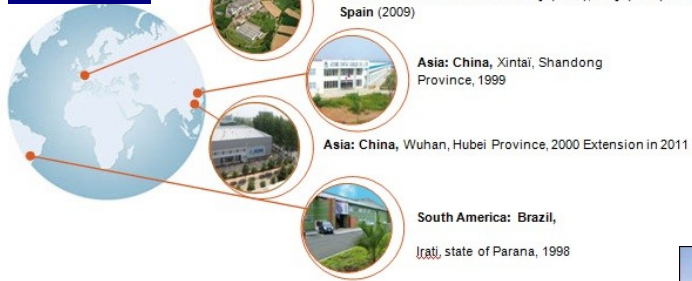 Spain (2009)
Asia: China, Xintaï, Shandong
Province, 1999
Asia: China, Wuhan, Hubei Province, 2000 Extension in 2011
South America: Brazil,
Irati, state of Parana, 1998